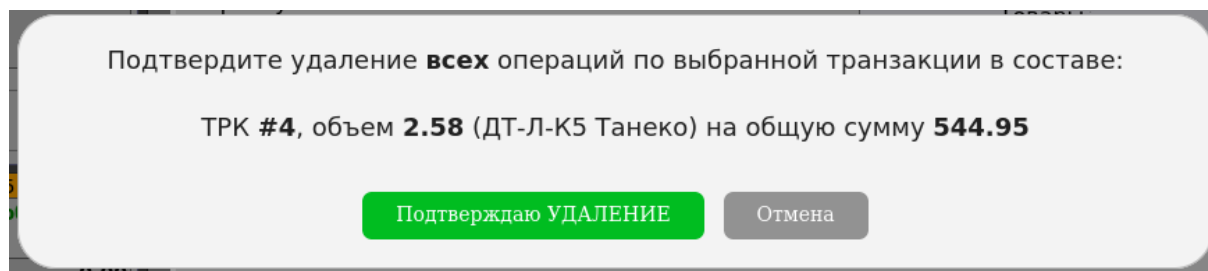 Подтвердите удаление всех операций по выбранной транзакции в составе:
ТРК #4, объем 2.58 (ДТ-Л-К5 Танеко) на общую сумму 544.95
Подтверждаю УДАЛЕНИЕ
Отмена